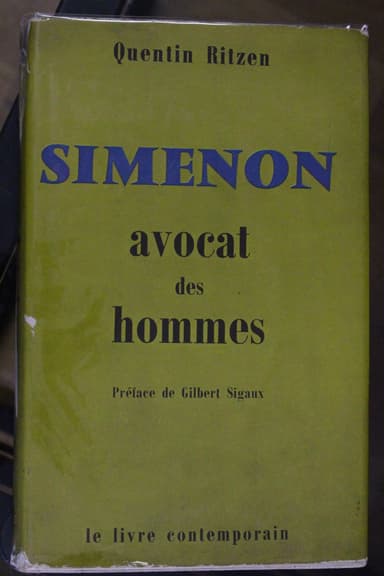 Quentin Ritzen
SIMENON
avocat
des
hommes
Préface de Gilbert Sigaux
le livre contemporain